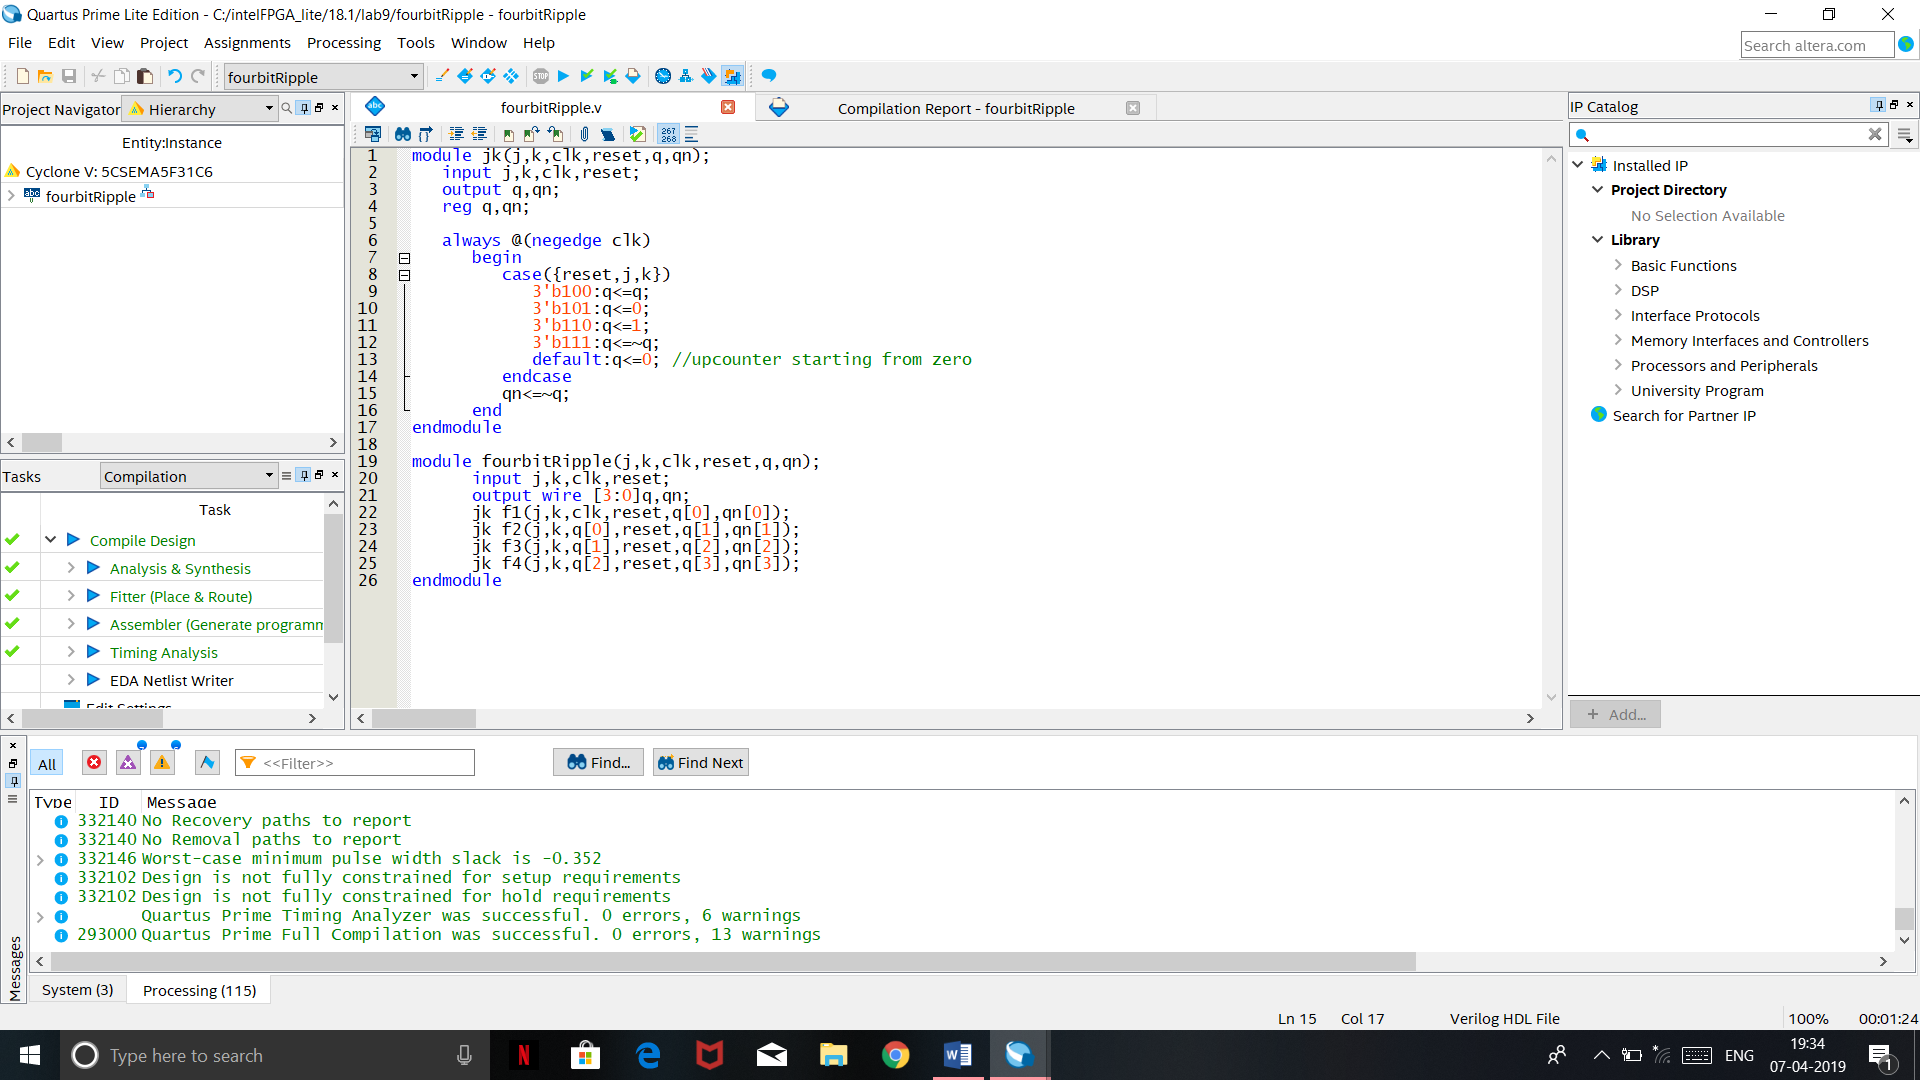 Quartus Prime Lite Edition - C:/intelFPGA_lite/18.1/lab9/fourbitRipple - fourbitRipple
File Edit View Project Assignments Processing Tools Window Help
Search altera.com
fourbitRipple
Project Navigator Hierarchy
Entity:Instance
Cyclone V: 5CSEMA5F31C6
fourbitRipple
Tasks Compilation
Task
Compile Design
Analysis & Synthesis
Fitter (Place & Route)
Assembler (Generate programm
Timing Analysis
EDA Netlist Writer
Edit Settings
fourbitRipple.v
Compilation Report - fourbitRipple
267
268
1 module jk(j,k,clk,reset,q,qn);
2 input j,k,clk,reset;
3 output q,qn;
4 reg q,qn;
5
6 always @(negedge clk)
7 begin
8 case({reset,j,k})
9 3'b100:q<=q;
10 3'b101:q<=0;
11 3'b110:q<=1;
12 3'b111:q<=~q;
13 default:q<=0; //upcounter starting from zero
14 endcase
15 qn<=~q;
16 end
17 endmodule
18
19 module fourbitRipple(j,k,clk,reset,q,qn);
20 input j,k,clk,reset;
21 output wire [3:0]q,qn;
22 jk f1(j,k,clk,reset,q[0],qn[0]);
23 jk f2(j,k,q[0],reset,q[1],qn[1]);
24 jk f3(j,k,q[1],reset,q[2],qn[2]);
25 jk f4(j,k,q[2],reset,q[3],qn[3]);
26 endmodule
IP Catalog
Installed IP
Project Directory
No Selection Available
Library
Basic Functions
DSP
Interface Protocols
Memory Interfaces and Controllers
Processors and Peripherals
University Program
Search for Partner IP
+ Add...
All
<<Filter>>
Find...
Find Next
Type ID Message
332140 No Recovery paths to report
332140 No Removal paths to report
332146 Worst-case minimum pulse width slack is -0.352
332102 Design is not fully constrained for setup requirements
332102 Design is not fully constrained for hold requirements
Quartus Prime Timing Analyzer was successful. 0 errors, 6 warnings
293000 Quartus Prime Full Compilation was successful. 0 errors, 13 warnings
Messages
System (3)
Processing (115)
Ln 15 Col 17 Verilog HDL File 100% 00:01:24
Type here to search
ENG
19:34
07-04-2019
1